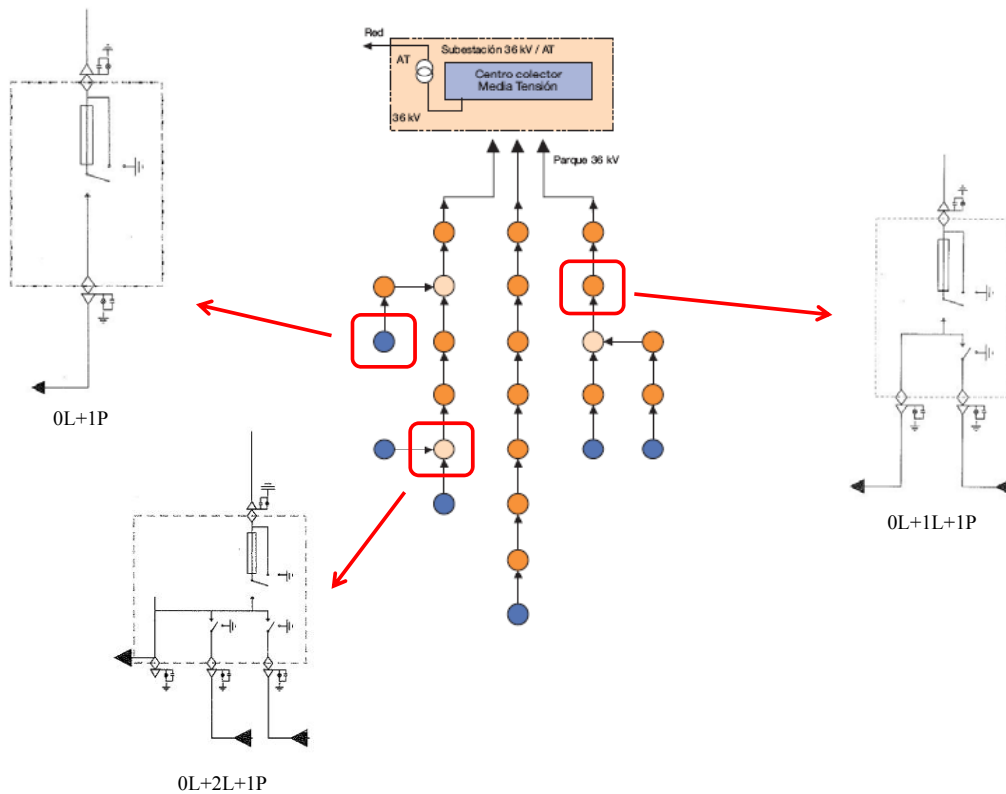 Red
Subestación 36 kV / AT
AT
Centro colector
Media Tensión
36 kV
Parque 36 kV
0L+1P
0L+1L+1P
0L+2L+1P